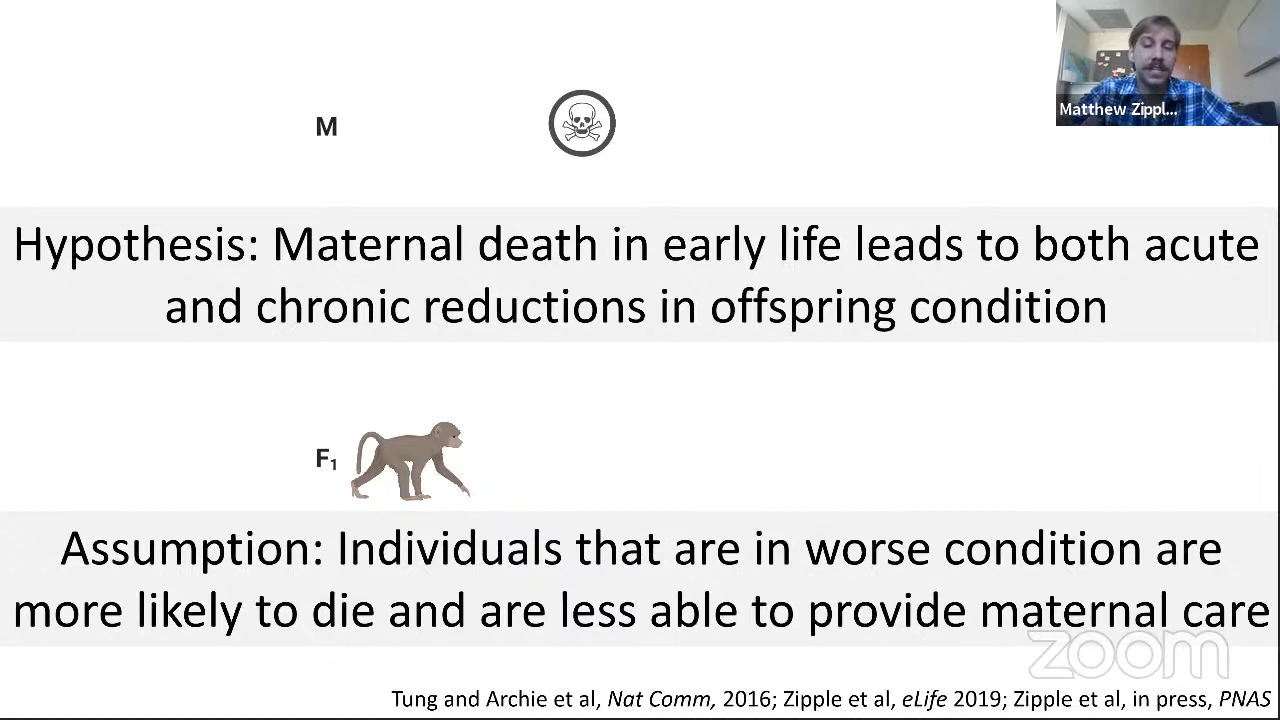 Matthew Zippl...
M
Hypothesis: Maternal death in early life leads to both acute
and chronic reductions in offspring condition
F₁
Assumption: Individuals that are in worse condition are
more likely to die and are less able to provide maternal care
zoom
Tung and Archie et al, Nat Comm, 2016; Zipple et al, eLife 2019; Zipple et al, in press, PNAS